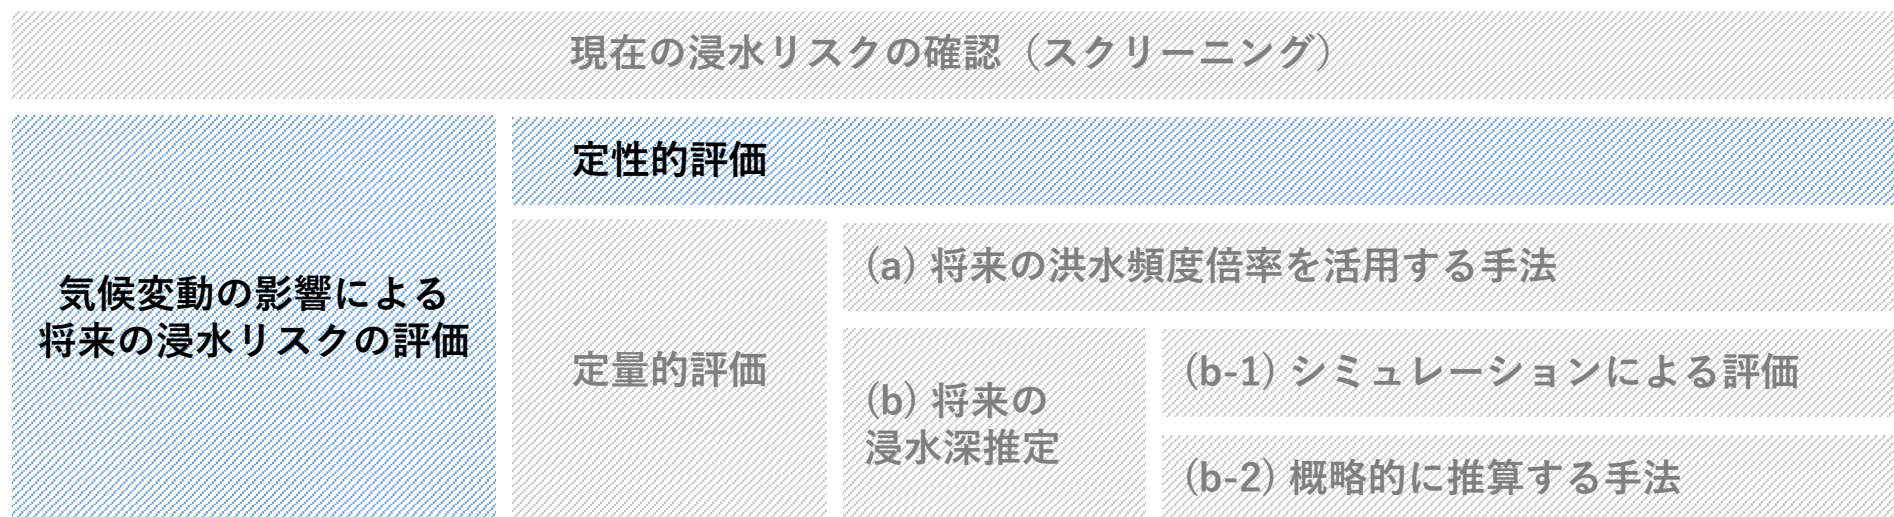 現在の浸水リスクの確認（スクリーニング）
定性的評価
気候変動の影響による
将来の浸水リスクの評価
定量的評価
(a) 将来の洪水頻度倍率を活用する手法
(b) 将来の
浸水深推定
(b-1) シミュレーションによる評価
(b-2) 概略的に推算する手法